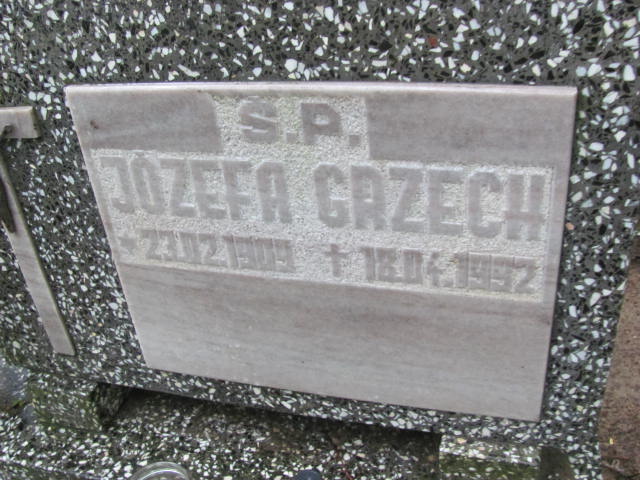 Ś.P.
JÓZEFA GRZECH
* 23.02.1909 † 18.04.1992